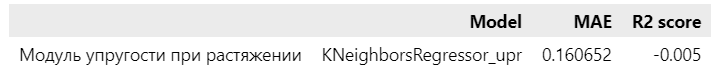 Model MAE R2 score
Модуль упругости при растяжении KNeighborsRegressor_upr 0.160652 -0.005